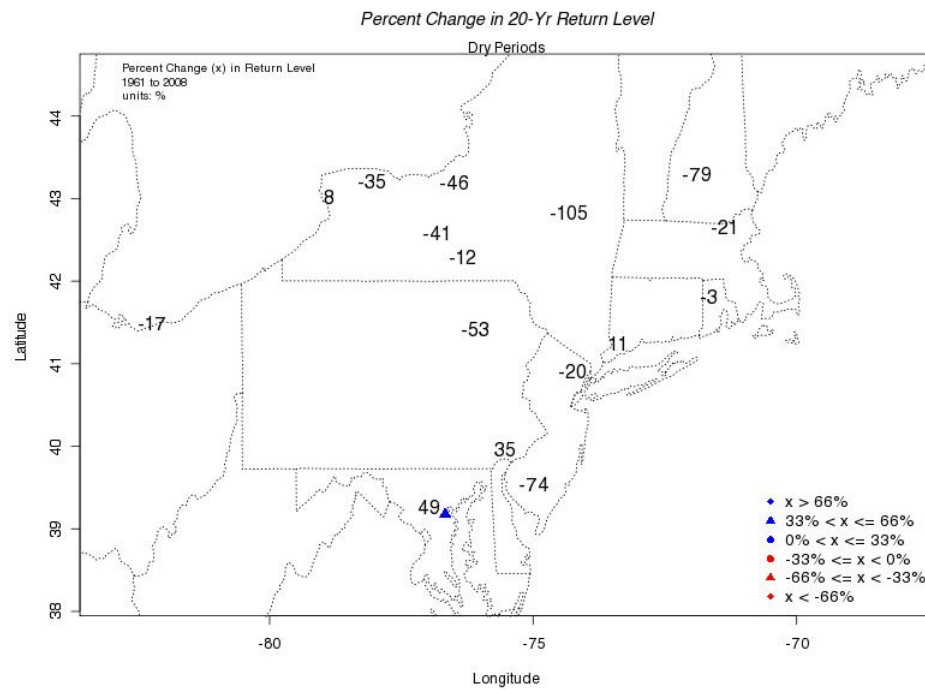 Percent Change in 20-Yr Return Level
Dry Periods
Percent Change (x) in Return Level
1961 to 2008
units: %
44
-79
-35
-46
43
8
-105
-21
-41
-12
42
-3
-17
-53
11
41
-20
40
35
-74
49
39
38
x > 66%
33% < x <= 66%
0% < x <= 33%
-33% <= x < 0%
-66% <= x < -33%
x < -66%
Latitude
-80
-75
-70
Longitude